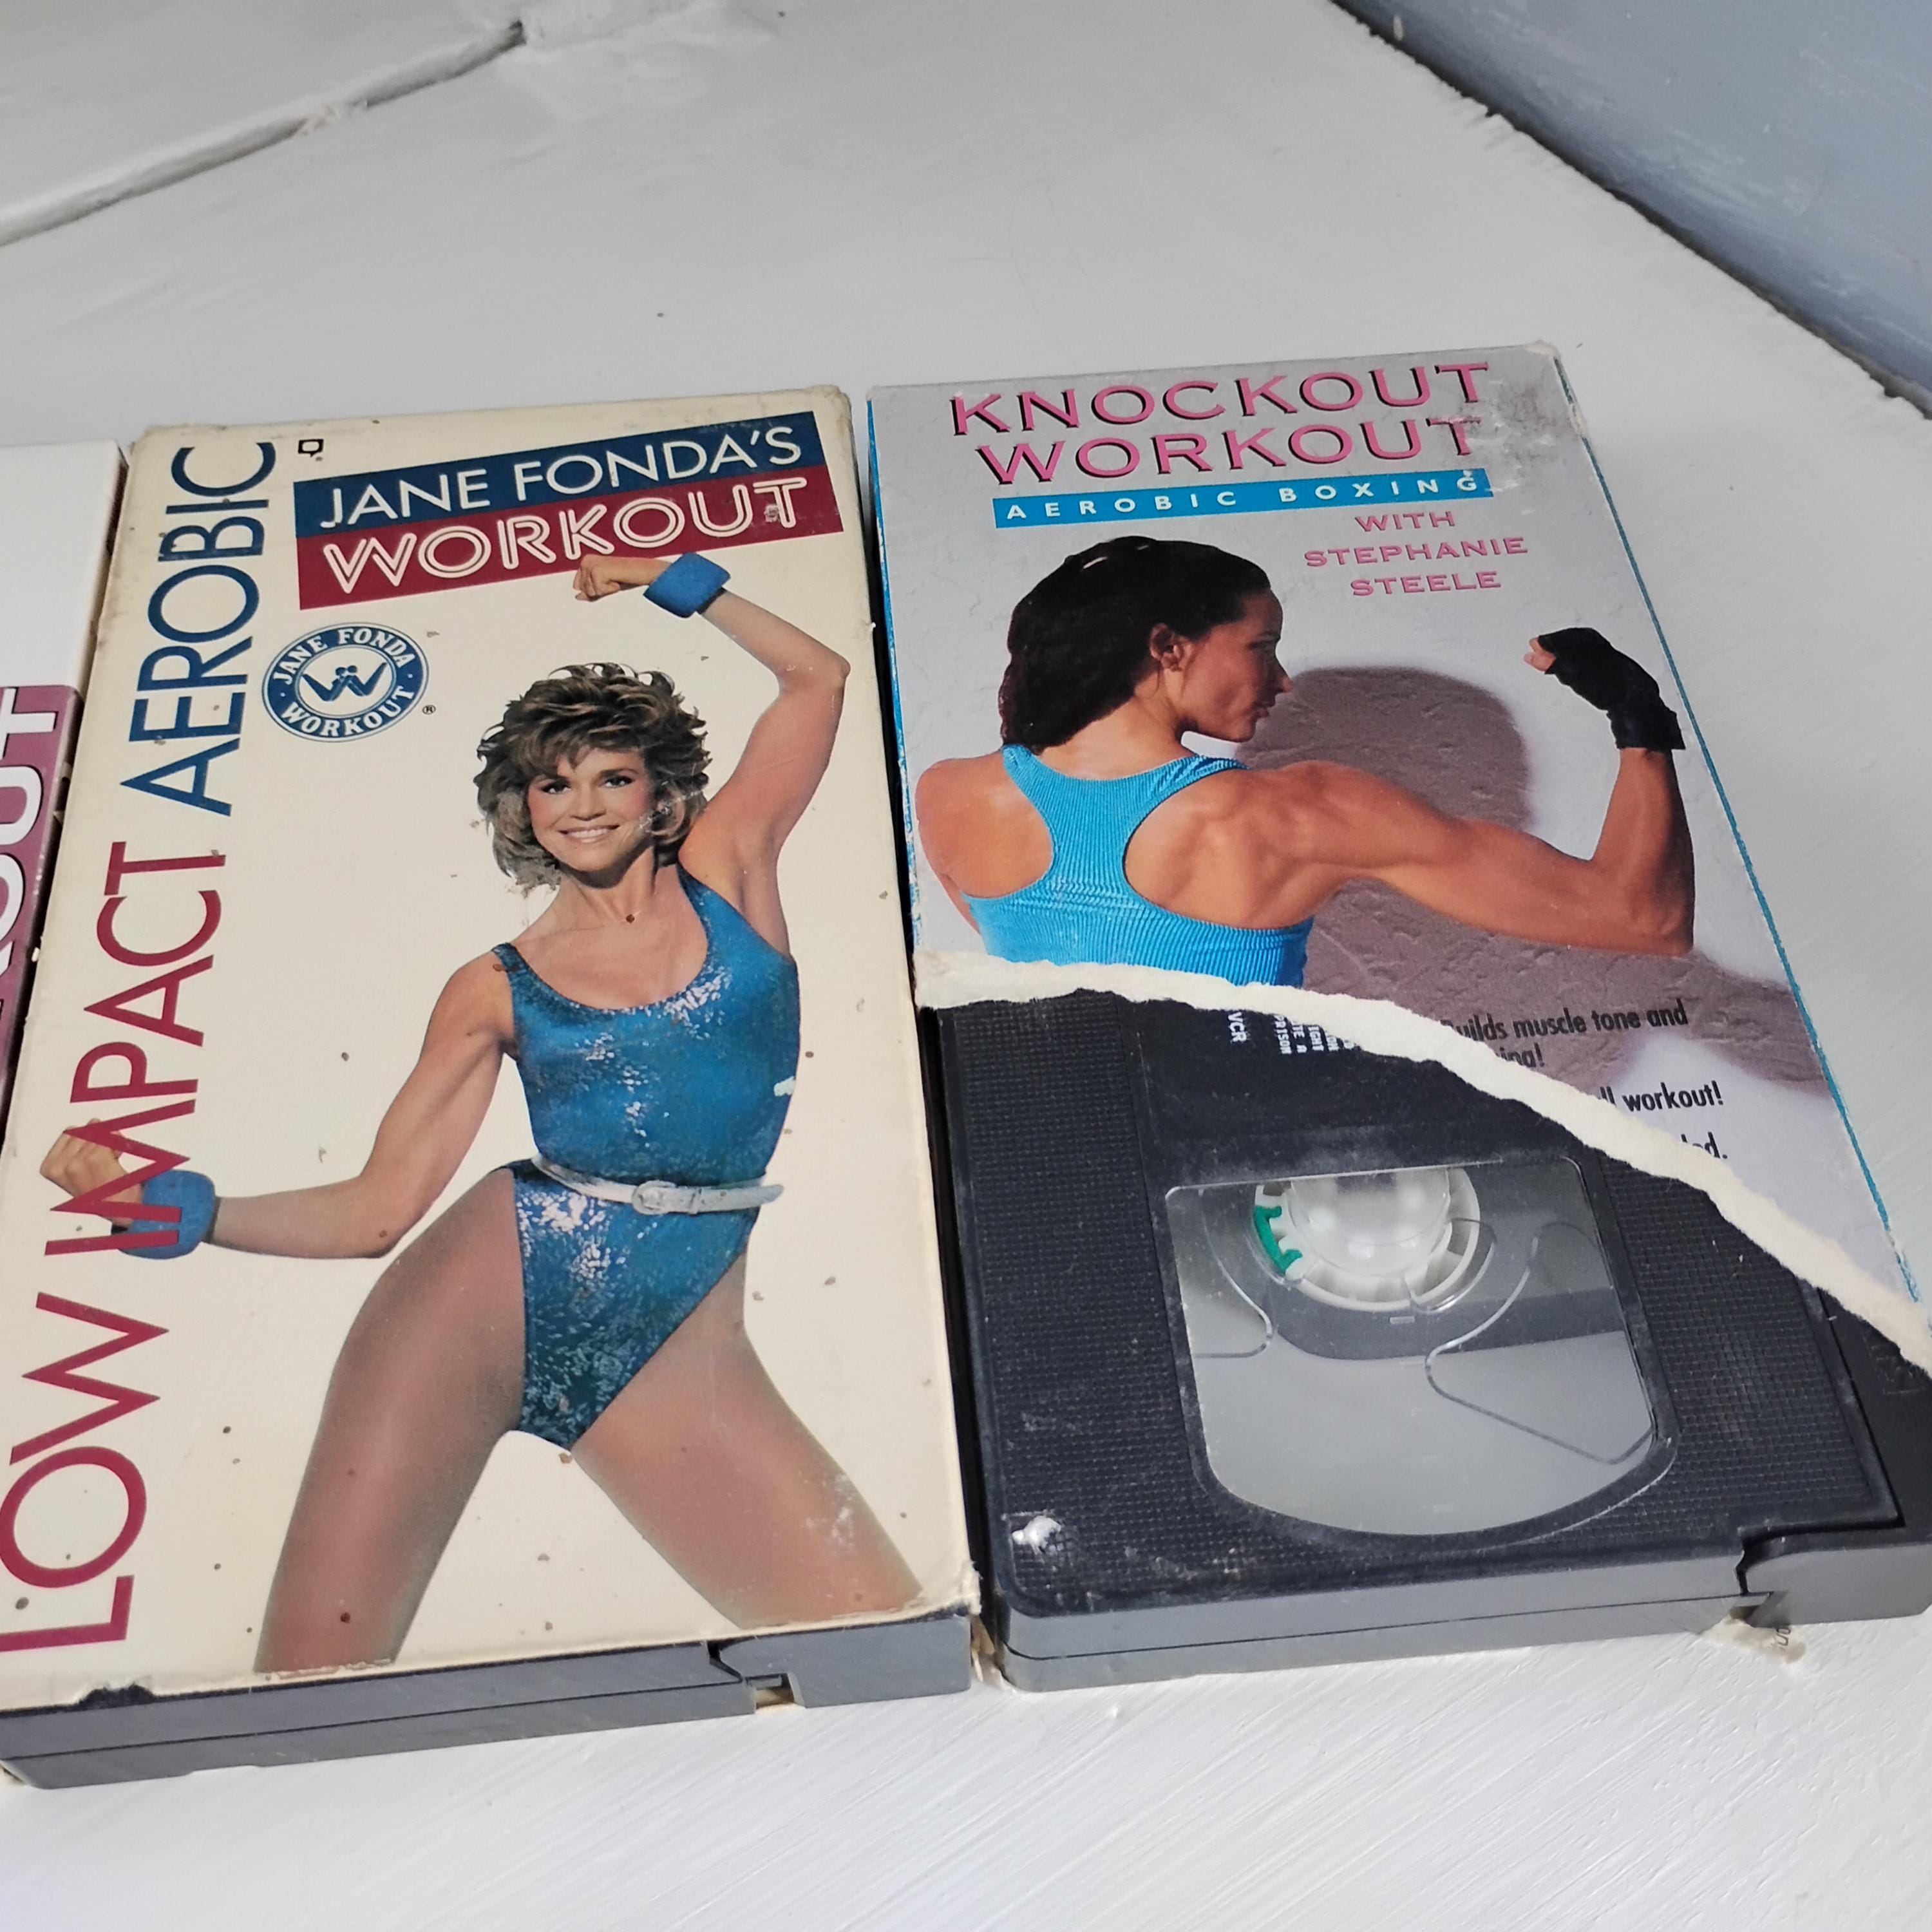 OUT
LOW IMPACT AEROBIC
JANE FONDA'S
WORKOUT
JANE FONDA
W
WORKOUT
®
KNOCKOUT
WORKOUT
AEROBIC BOXING
WITH
STEPHANIE
STEELE
VCR
uilds muscle tone and
workout!